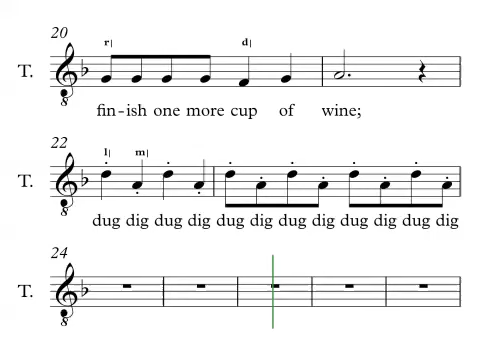 20
r| d|
T.
fin-ish one more cup of wine;
22
l| m|
T.
dug dig dug dig dug dig dug dig dug dig dug dig
24
T.